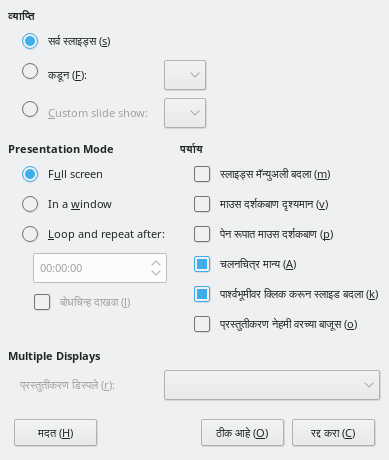 व्याप्ति
सर्व स्लाइड्स (s)
कडून (F):
Custom slide show:
Presentation Mode
पर्याय
Full screen
स्लाइड्स मॅन्युअली बदला (m)
In a window
माउस दर्शकबाण दृश्यमान (v)
Loop and repeat after:
पेन रूपात माउस दर्शकबाण (p)
00:00:00
चलनचित्र मान्य (A)
बोधचिन्ह दाखवा (l)
पार्श्वभूमीवर क्लिक करून स्लाइड बदला (k)
प्रस्तुतीकरण नेहमी वरच्या बाजूस (o)
Multiple Displays
प्रस्तुतीकरण डिस्पले (r):
मदत (H)
ठीक आहे (O)
रद्द करा (C)